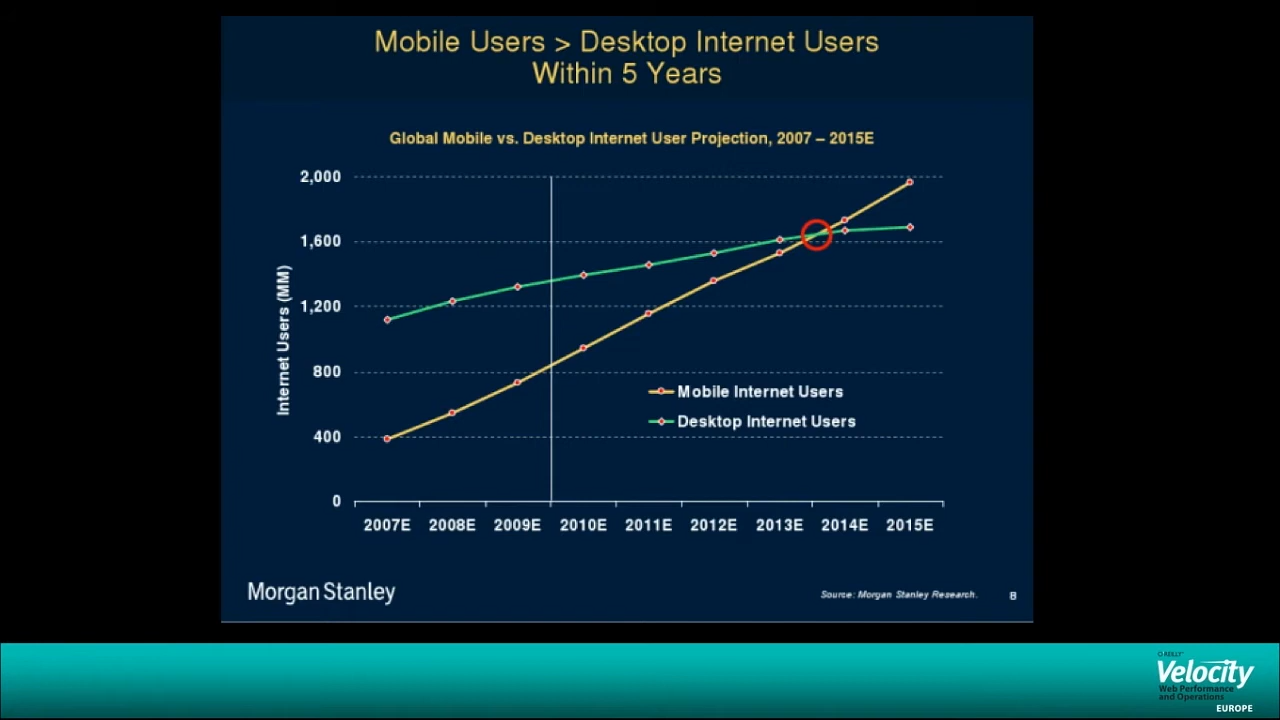 Mobile Users > Desktop Internet Users
Within 5 Years
Global Mobile vs. Desktop Internet User Projection, 2007 – 2015E
2,000
1,600
1,200
800
400
0
Internet Users (MM)
Mobile Internet Users
Desktop Internet Users
2007E 2008E 2009E 2010E 2011E 2012E 2013E 2014E 2015E
Morgan Stanley
Source: Morgan Stanley Research.
8
O'REILLY
Velocity
Web Performance
and Operations
EUROPE